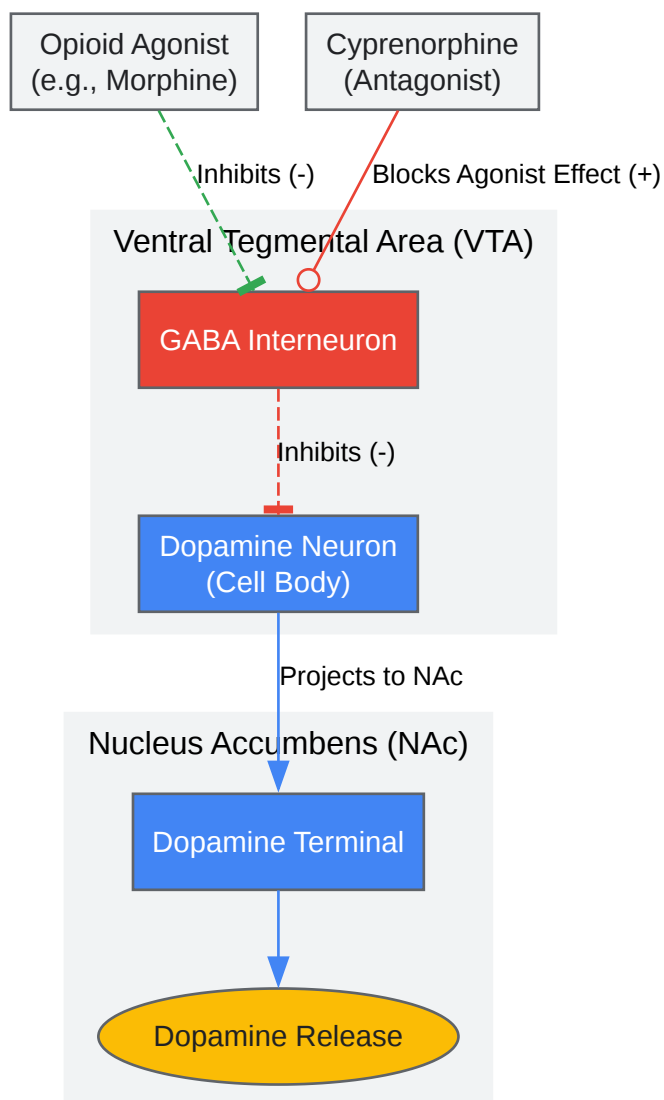 Opioid Agonist
(e.g., Morphine)
Cyprenorphine
(Antagonist)
Inhibits (-)
Blocks Agonist Effect (+)
Ventral Tegmental Area (VTA)
GABA Interneuron
Inhibits (-)
Dopamine Neuron
(Cell Body)
Projects to NAc
Nucleus Accumbens (NAc)
Dopamine Terminal
Dopamine Release